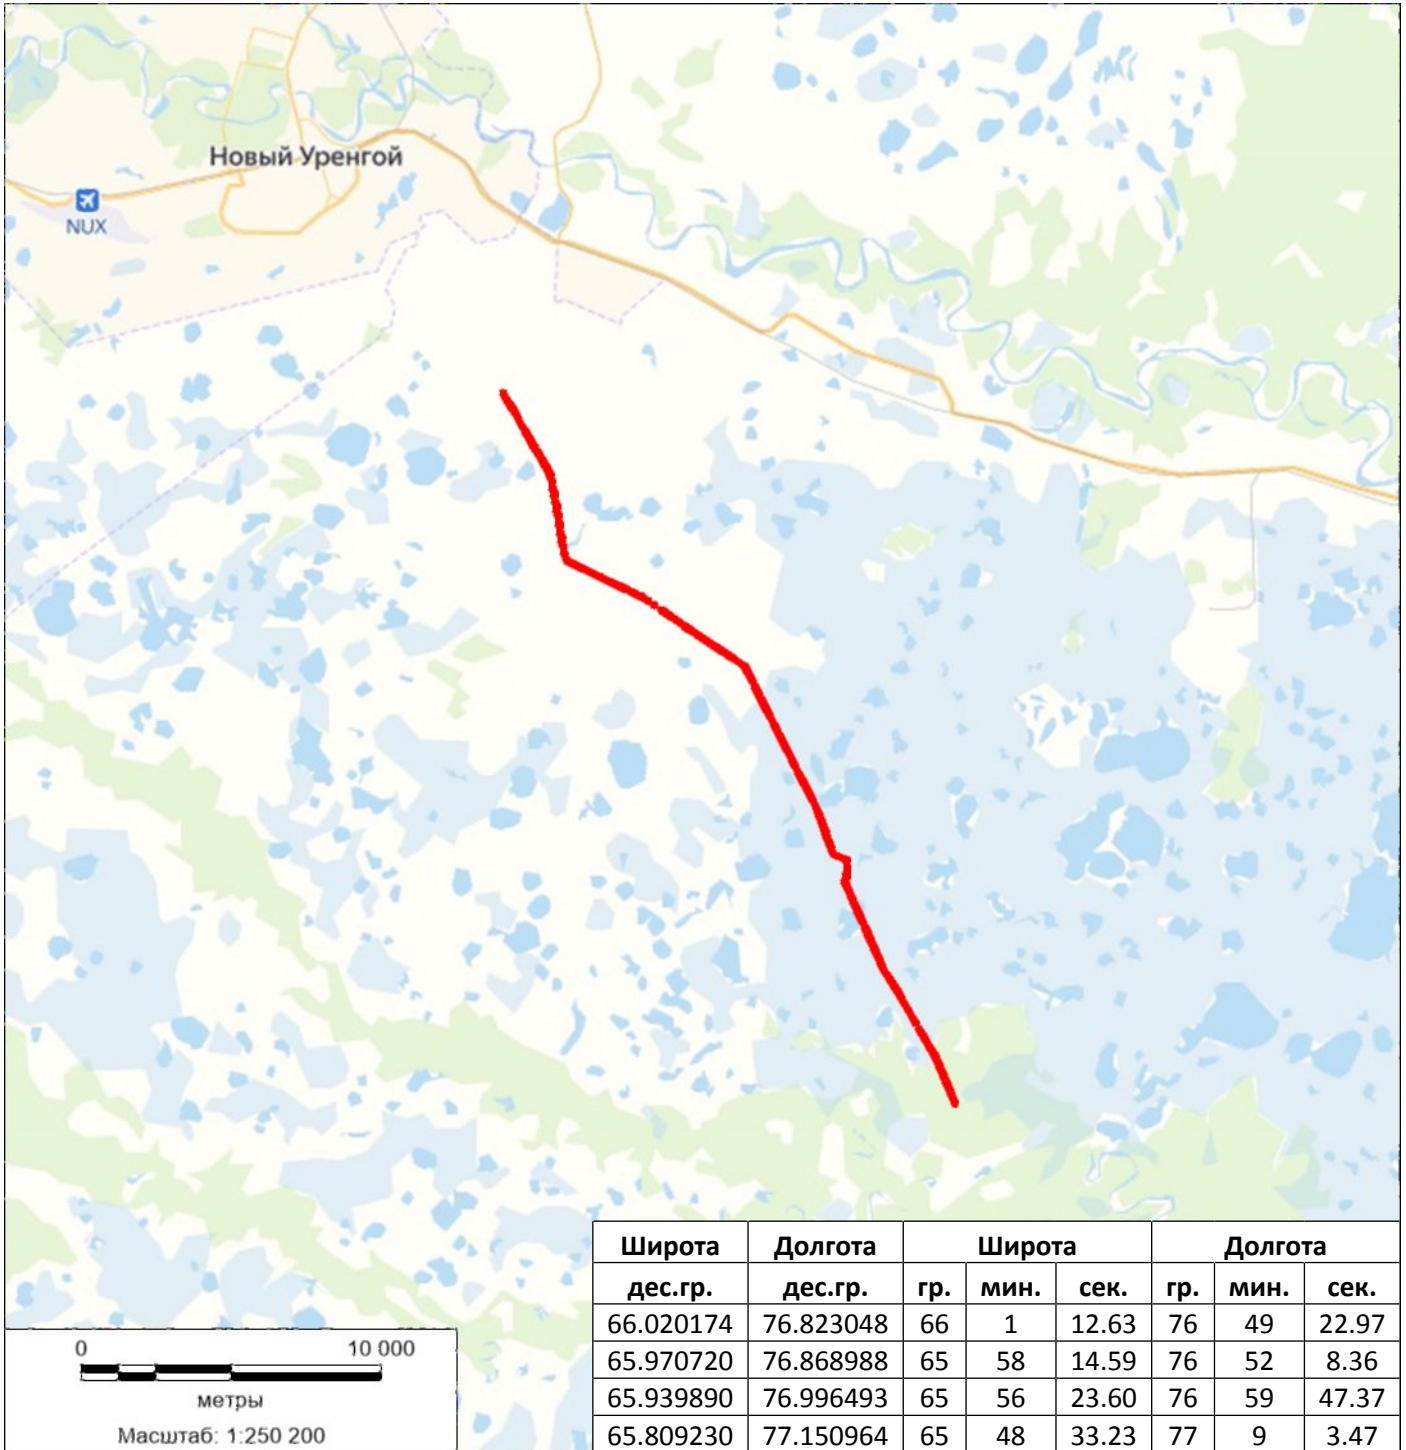 Новый Уренгой
NUX
Широта Долгота Широта Долгота
дес.гр. дес.гр. гр. мин. сек. гр. мин. сек.
66.020174 76.823048 66 1 12.63 76 49 22.97
65.970720 76.868988 65 58 14.59 76 52 8.36
65.939890 76.996493 65 56 23.60 76 59 47.37
65.809230 77.150964 65 48 33.23 77 9 3.47
0 10 000
метры
Масштаб: 1:250 200